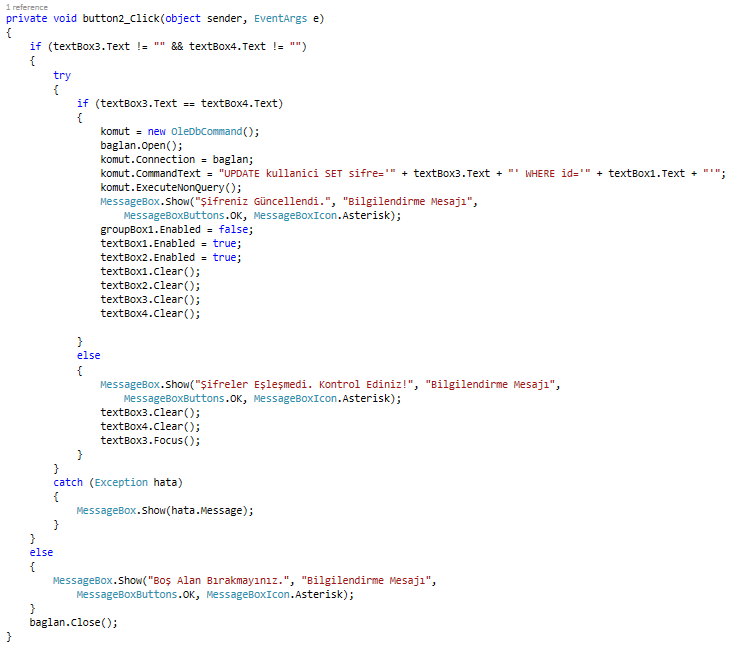 1 reference
private void button2_Click(object sender, EventArgs e)
{
    if (textBox3.Text != "" && textBox4.Text != "")
    {
        try
        {
            if (textBox3.Text == textBox4.Text)
            {
                komut = new OleDbCommand();
                baglan.Open();
                komut.Connection = baglan;
                komut.CommandText = "UPDATE kullanici SET sifre='" + textBox3.Text + "' WHERE id='" + textBox1.Text + "'";
                komut.ExecuteNonQuery();
                MessageBox.Show("Şifreniz Güncellendi.", "Bilgilendirme Mesajı",
                    MessageBoxButtons.OK, MessageBoxIcon.Asterisk);
                groupBox1.Enabled = false;
                textBox1.Enabled = true;
                textBox2.Enabled = true;
                textBox1.Clear();
                textBox2.Clear();
                textBox3.Clear();
                textBox4.Clear();

            }
            else
            {
                MessageBox.Show("Şifreler Eşleşmedi. Kontrol Ediniz!", "Bilgilendirme Mesajı",
                    MessageBoxButtons.OK, MessageBoxIcon.Asterisk);
                textBox3.Clear();
                textBox4.Clear();
                textBox3.Focus();
            }
        }
        catch (Exception hata)
        {
            MessageBox.Show(hata.Message);
        }
    }
    else
    {
        MessageBox.Show("Boş Alan Bırakmayınız.", "Bilgilendirme Mesajı",
            MessageBoxButtons.OK, MessageBoxIcon.Asterisk);
    }
    baglan.Close();
}